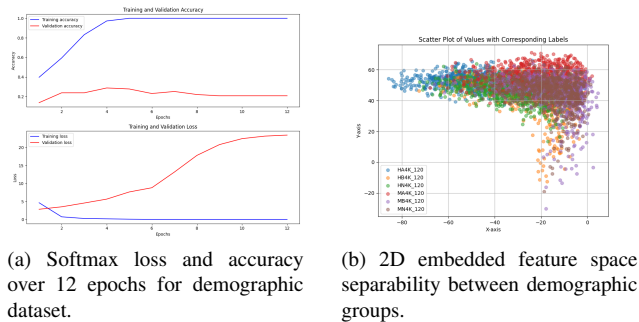 Training and Validation Accuracy
Training accuracy
Validation accuracy
1.0
0.8
0.6
0.4
0.2
Accuracy
2
4
6
8
10
12
Epochs
Training and Validation Loss
Training loss
Validation loss
20
15
10
5
0
Loss
2
4
6
8
10
12
Epochs
(a) Softmax loss and accuracy
over 12 epochs for demographic
dataset.
Scatter Plot of Values with Corresponding Labels
60
40
20
0
−20
Y-axis
HA4K_120
HB4K_120
HN4K_120
MA4K_120
MB4K_120
MN4K_120
−80
−60
−40
−20
0
X-axis
(b) 2D embedded feature space
separability between demographic
groups.